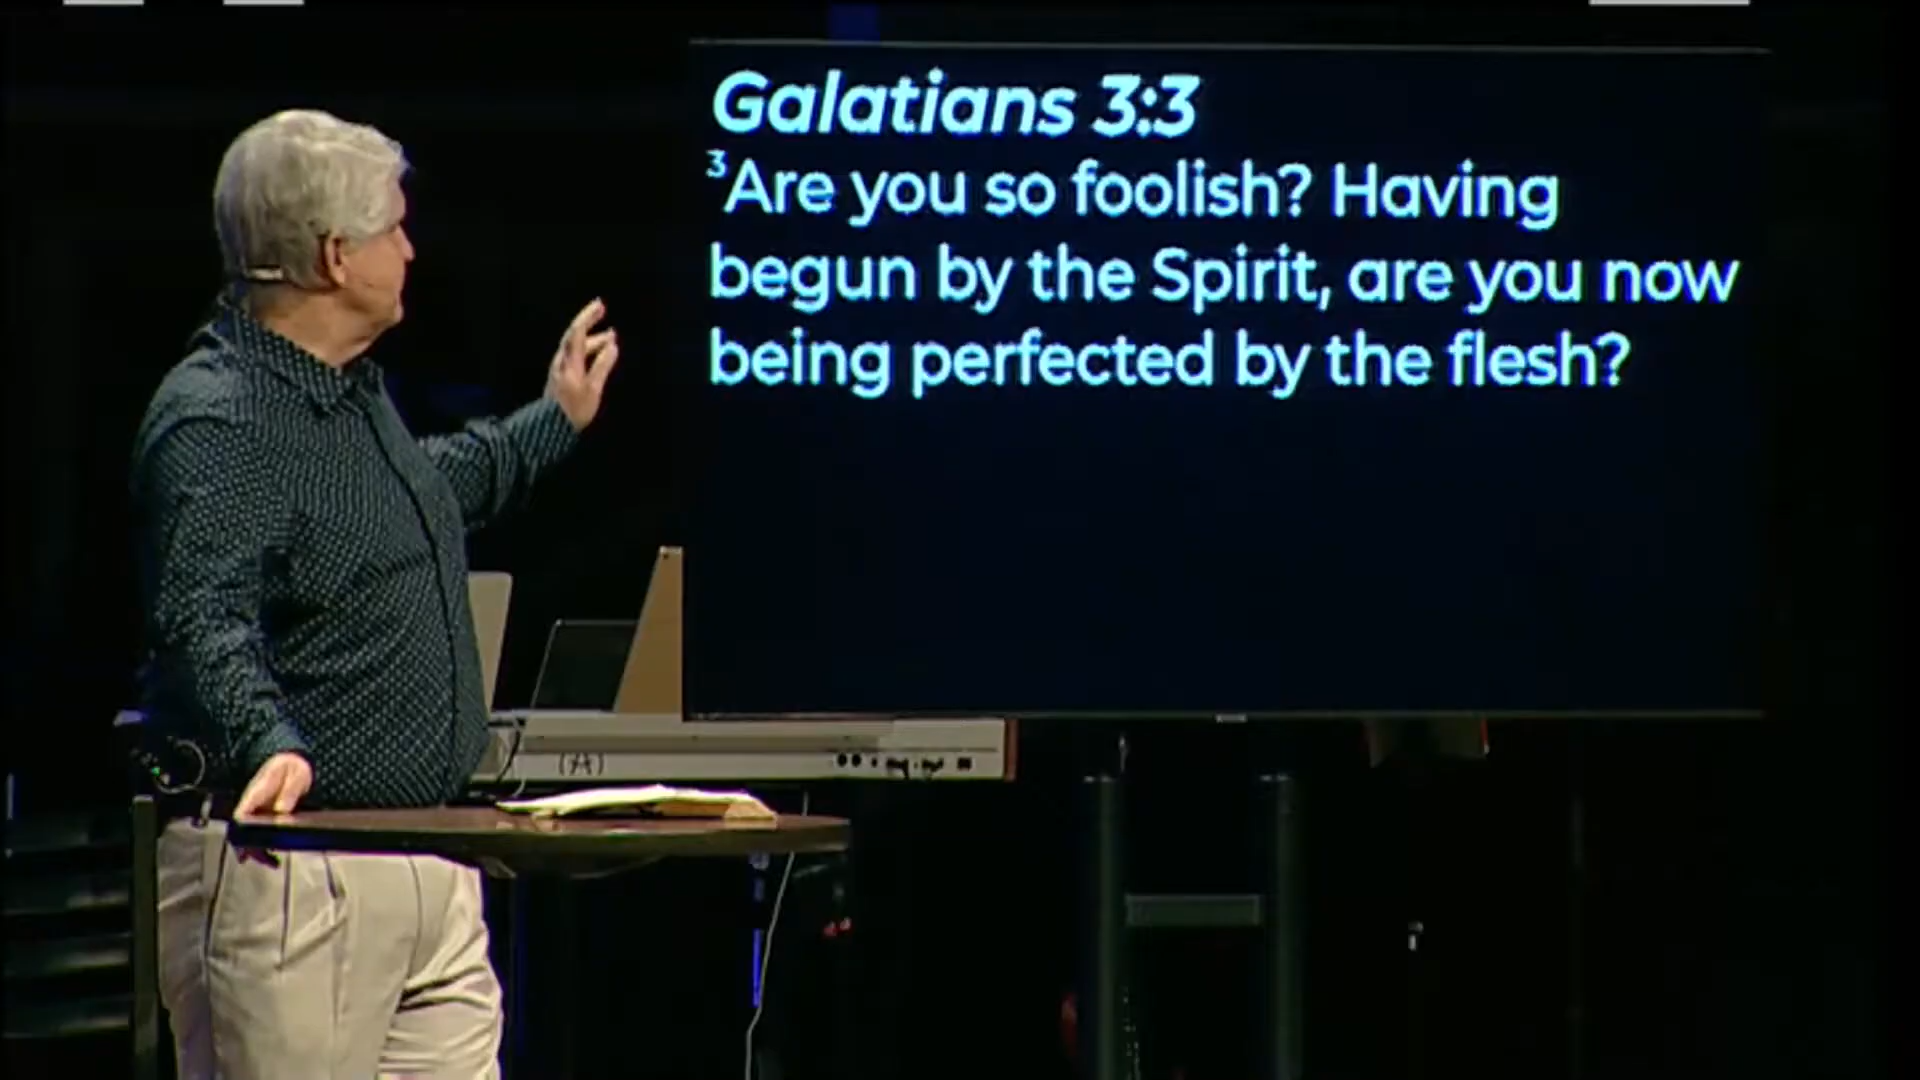 Galatians 3:3
³Are you so foolish? Having
begun by the Spirit, are you now
being perfected by the flesh?